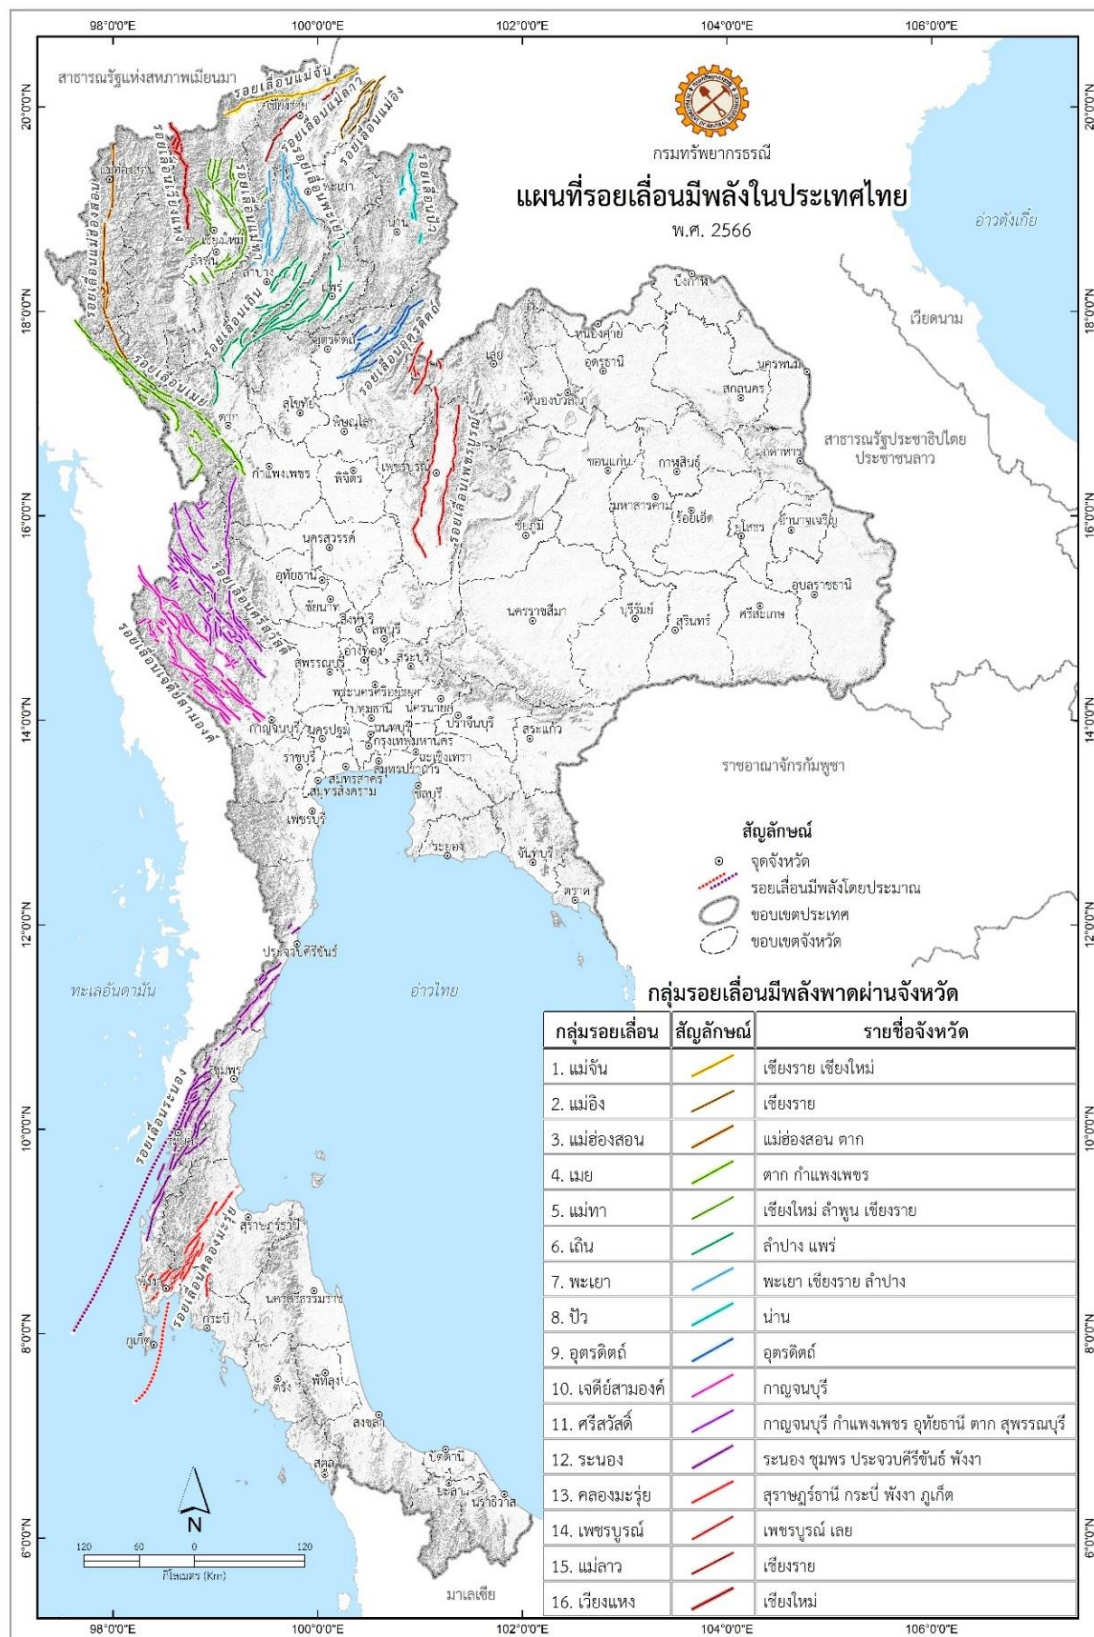 98°0'0"E 100°0'0"E 102°0'0"E 104°0'0"E 106°0'0"E
20°0'0"N
18°0'0"N
16°0'0"N
14°0'0"N
12°0'0"N
10°0'0"N
8°0'0"N
6°0'0"N
20°0'0"N
18°0'0"N
16°0'0"N
14°0'0"N
12°0'0"N
10°0'0"N
8°0'0"N
6°0'0"N
กรมทรัพยากรธรณี
แผนที่รอยเลื่อนมีพลังในประเทศไทย
พ.ศ. 2566
สาธารณรัฐแห่งสหภาพเมียนมา
อ่าวตังเกี๋ย
เวียดนาม
สาธารณรัฐประชาธิปไตย
ประชาชนลาว
ราชอาณาจักรกัมพูชา
ทะเลอันดามัน
อ่าวไทย
มาเลเซีย
รอยเลื่อนแม่จัน
รอยเลื่อนแม่ลาว
รอยเลื่อนแม่อิง
รอยเลื่อนเวียงแหง
รอยเลื่อนแม่ฮ่องสอน
รอยเลื่อนแม่ทา
รอยเลื่อนพะเยา
รอยเลื่อนปัว
รอยเลื่อนเถิน
รอยเลื่อนอุตรดิตถ์
รอยเลื่อนเมย
รอยเลื่อนเพชรบูรณ์
รอยเลื่อนศรีสวัสดิ์
รอยเลื่อนเจดีย์สามองค์
รอยเลื่อนระนอง
รอยเลื่อนคลองมะรุ่ย
เชียงราย
แม่ฮ่องสอน
พะเยา
น่าน
เชียงใหม่
ลำพูน
ลำปาง
แพร่
อุตรดิตถ์
บึงกาฬ
หนองคาย
เลย
อุดรธานี
นครพนม
สกลนคร
หนองบัวลำภู
สุโขทัย
ตาก
พิษณุโลก
กำแพงเพชร
พิจิตร
เพชรบูรณ์
ขอนแก่น
กาฬสินธุ์
มหาสารคาม
ร้อยเอ็ด
ยโสธร
อำนาจเจริญ
ชัยภูมิ
นครสวรรค์
อุทัยธานี
ชัยนาท
สิงห์บุรี
ลพบุรี
อ่างทอง
สระบุรี
สุพรรณบุรี
นครราชสีมา
บุรีรัมย์
สุรินทร์
ศรีสะเกษ
อุบลราชธานี
พระนครศรีอยุธยา
ปทุมธานี
นครนายก
ปราจีนบุรี
สระแก้ว
กาญจนบุรี
นครปฐม
นนทบุรี
กรุงเทพมหานคร
ฉะเชิงเทรา
ราชบุรี
สมุทรปราการ
สมุทรสาคร
สมุทรสงคราม
ชลบุรี
เพชรบุรี
ระยอง
จันทบุรี
ตราด
ประจวบคีรีขันธ์
ชุมพร
สุราษฎร์ธานี
พังงา
นครศรีธรรมราช
กระบี่
ภูเก็ต
ตรัง
พัทลุง
สงขลา
สตูล
ปัตตานี
ยะลา
นราธิวาส
สัญลักษณ์
จุดจังหวัด
รอยเลื่อนมีพลังโดยประมาณ
ขอบเขตประเทศ
ขอบเขตจังหวัด
กลุ่มรอยเลื่อนมีพลังพาดผ่านจังหวัด
กลุ่มรอยเลื่อน สัญลักษณ์ รายชื่อจังหวัด
1. แม่จัน เชียงราย เชียงใหม่
2. แม่อิง เชียงราย
3. แม่ฮ่องสอน แม่ฮ่องสอน ตาก
4. เมย ตาก กำแพงเพชร
5. แม่ทา เชียงใหม่ ลำพูน เชียงราย
6. เถิน ลำปาง แพร่
7. พะเยา พะเยา เชียงราย ลำปาง
8. ปัว น่าน
9. อุตรดิตถ์ อุตรดิตถ์
10. เจดีย์สามองค์ กาญจนบุรี
11. ศรีสวัสดิ์ กาญจนบุรี กำแพงเพชร อุทัยธานี ตาก สุพรรณบุรี
12. ระนอง ระนอง ชุมพร ประจวบคีรีขันธ์ พังงา
13. คลองมะรุ่ย สุราษฎร์ธานี กระบี่ พังงา ภูเก็ต
14. เพชรบูรณ์ เพชรบูรณ์ เลย
15. แม่ลาว เชียงราย
16. เวียงแหง เชียงใหม่
N
120 60 0 120
กิโลเมตร (Km)
98°0'0"E 100°0'0"E 102°0'0"E 104°0'0"E 106°0'0"E